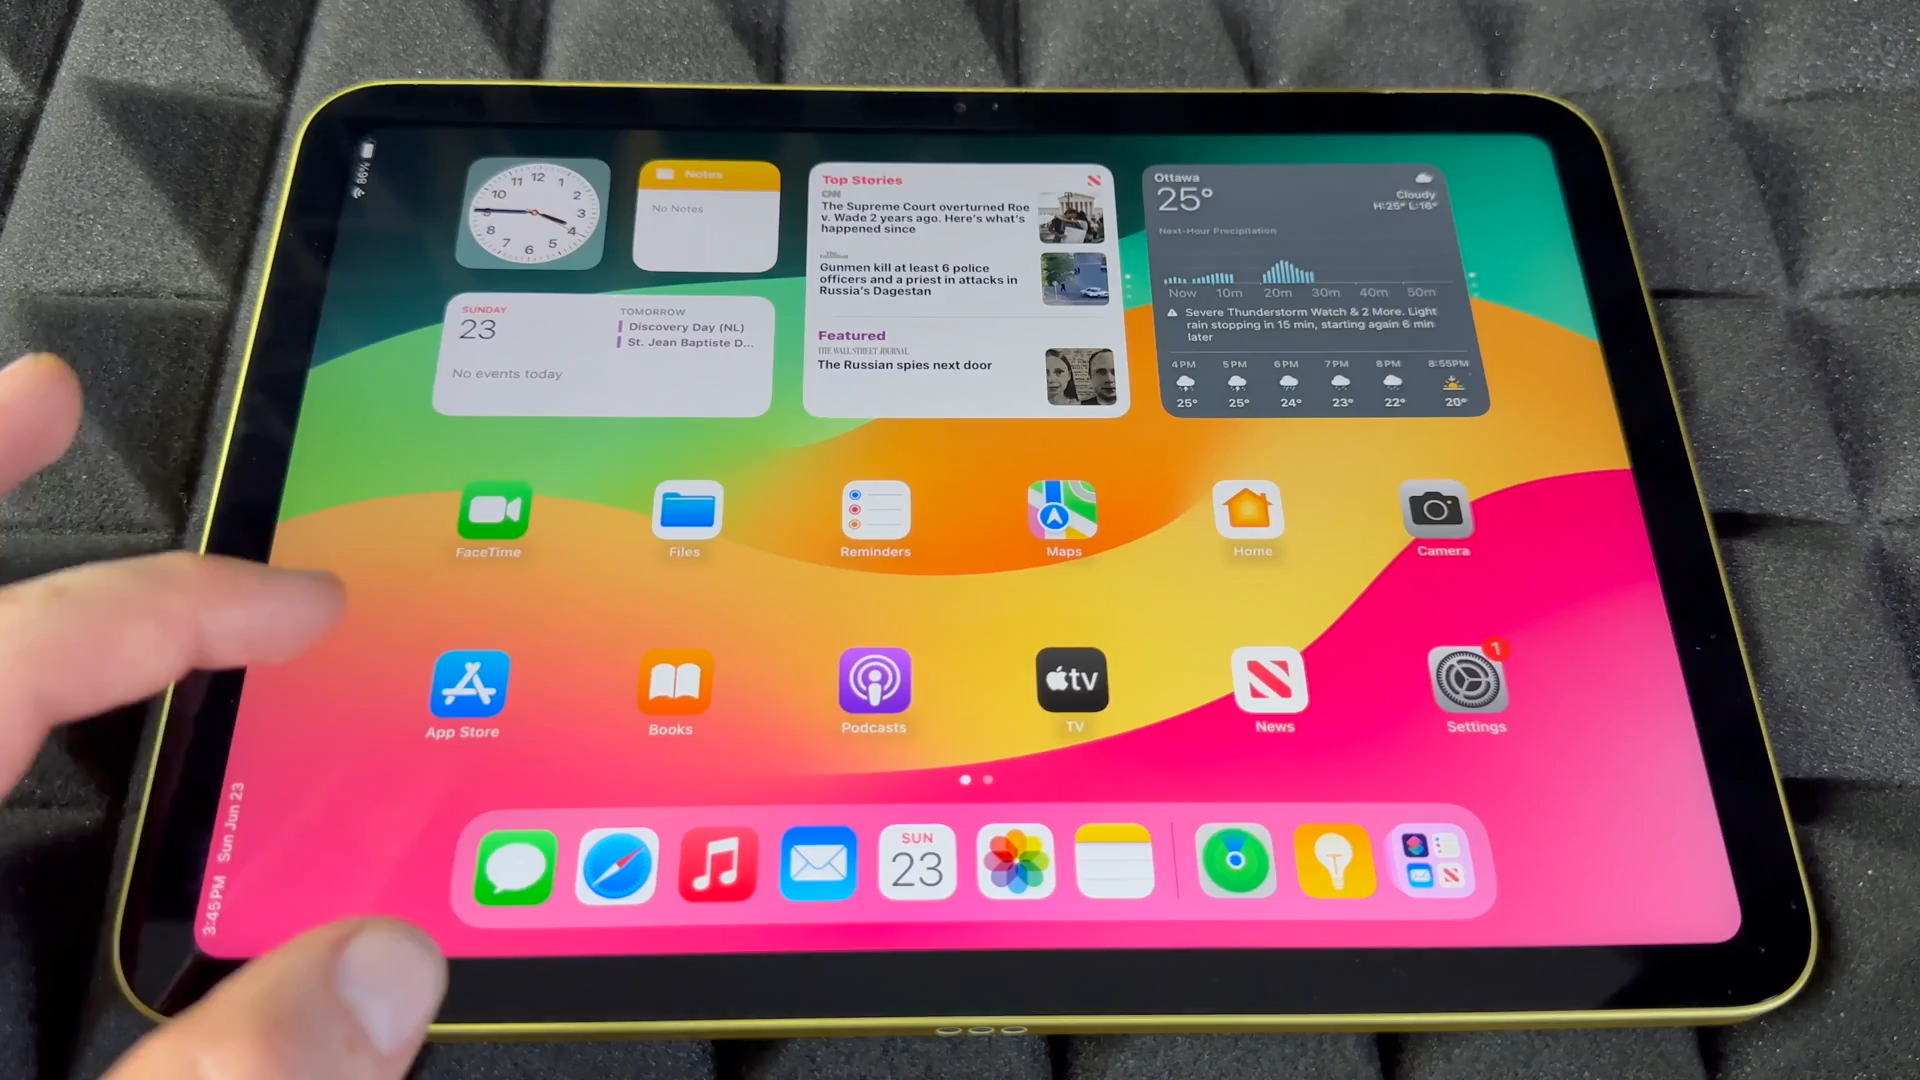 86%
12
11
1
10
2
9
3
8
4
7
5
6
Notes
No Notes
Top Stories
CNN
The Supreme Court overturned Roe
v. Wade 2 years ago. Here's what's
happened since
Gunmen kill at least 6 police
officers and a priest in attacks in
Russia's Dagestan
Featured
THE WALL STREET JOURNAL
The Russian spies next door
Ottawa
25°
Cloudy
H:25° L:16°
Next-Hour Precipitation
Now 10m 20m 30m 40m 50m
Severe Thunderstorm Watch & 2 More. Light
rain stopping in 15 min, starting again 6 min
later
4PM 5PM 6PM 7PM 8PM 8:55PM
25° 25° 24° 23° 22° 20°
SUNDAY
23
No events today
TOMORROW
Discovery Day (NL)
St. Jean Baptiste D...
FaceTime
Files
Reminders
Maps
Home
Camera
App Store
Books
Podcasts
tv
TV
News
1
Settings
3:45 PM Sun Jun 23
SUN
23